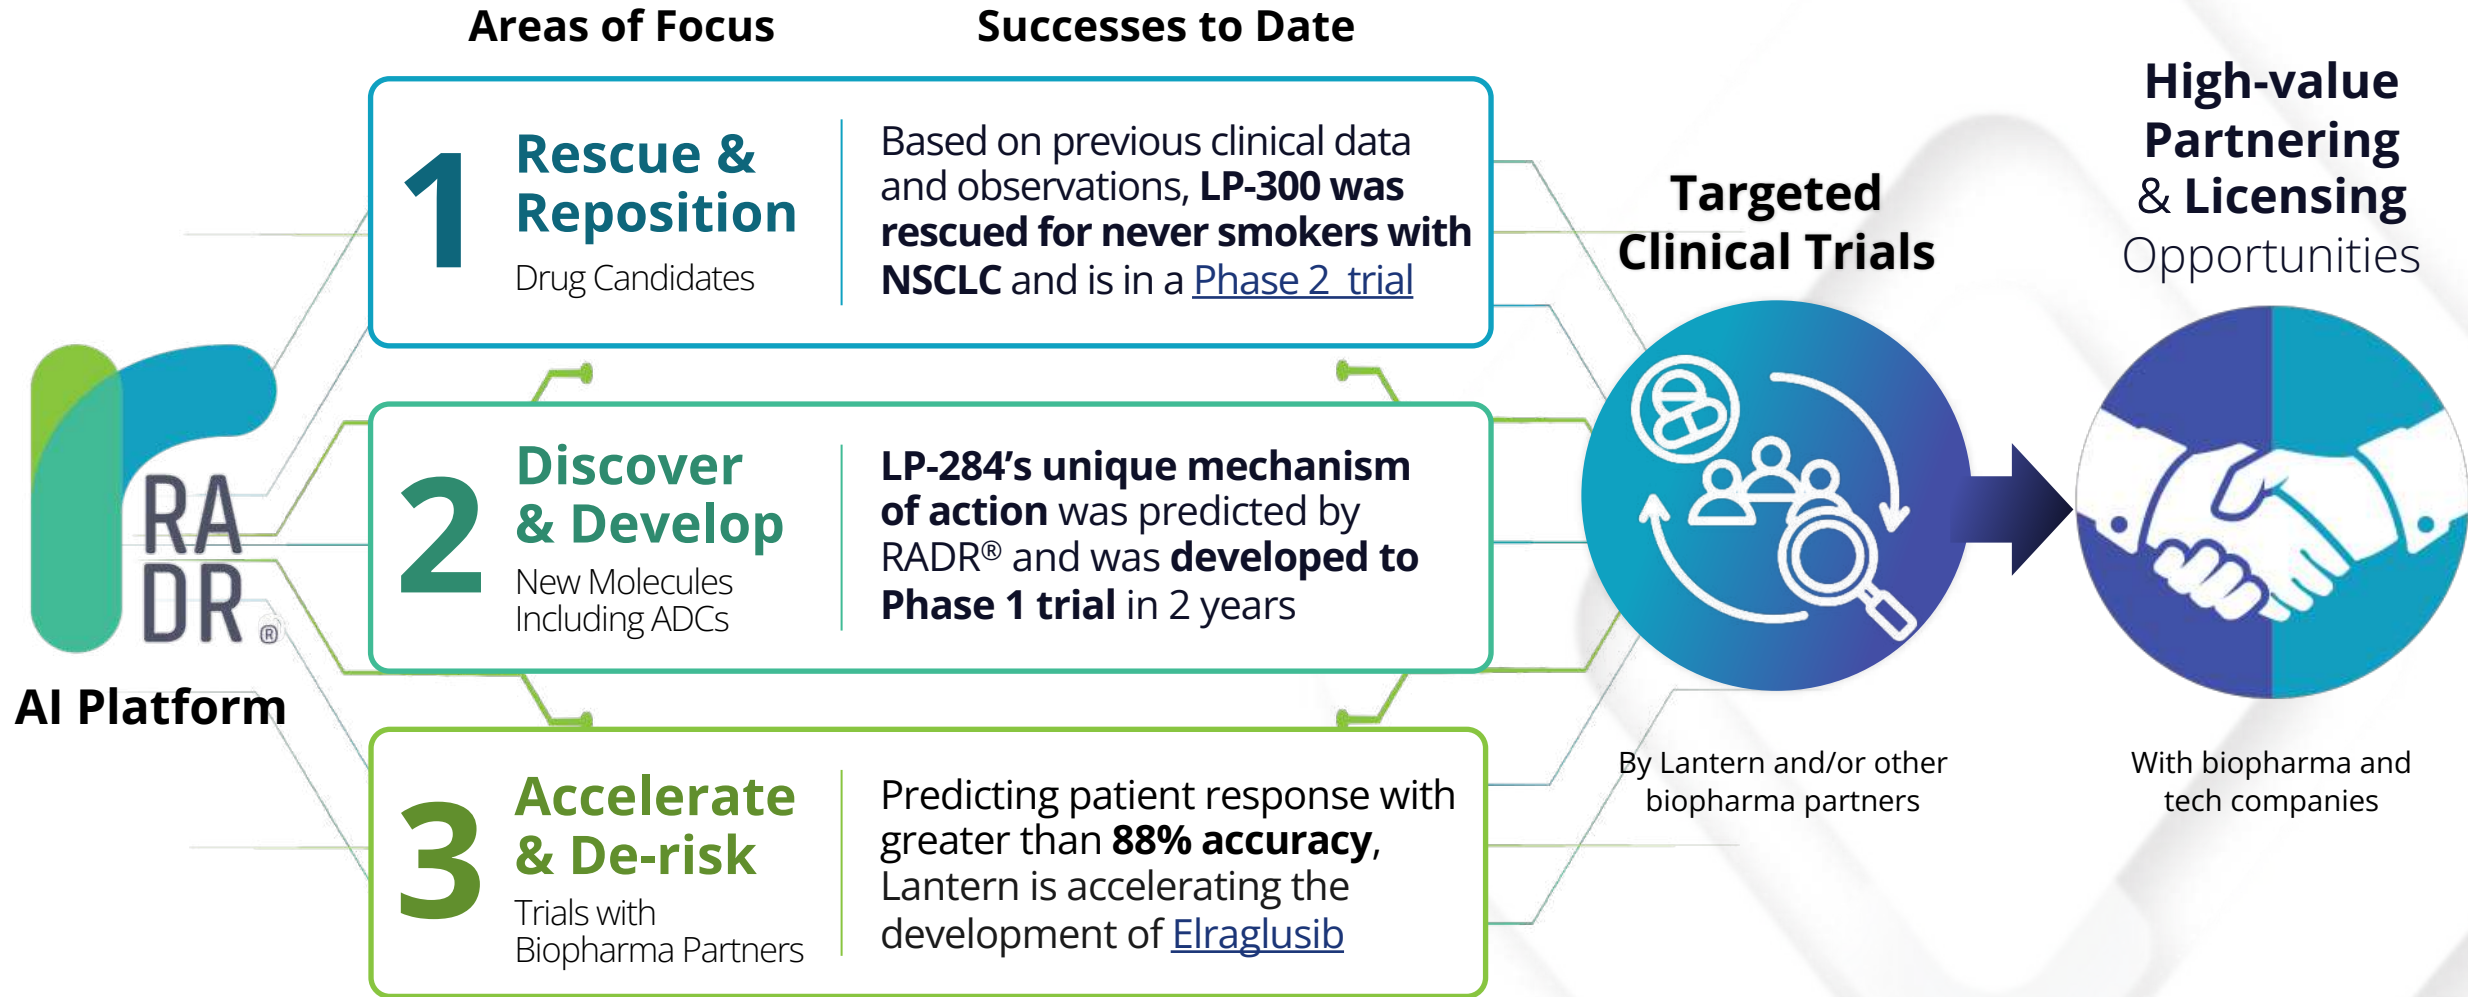 Areas of Focus
Successes to Date
RA
DR ®
AI Platform
1
Rescue &
Reposition
Drug Candidates
Based on previous clinical data
and observations, LP-300 was
rescued for never smokers with
NSCLC and is in a Phase 2 trial
2
Discover
& Develop
New Molecules
Including ADCs
LP-284’s unique mechanism
of action was predicted by
RADR® and was developed to
Phase 1 trial in 2 years
3
Accelerate
& De-risk
Trials with
Biopharma Partners
Predicting patient response with
greater than 88% accuracy,
Lantern is accelerating the
development of Elraglusib
Targeted
Clinical Trials
By Lantern and/or other
biopharma partners
High-value
Partnering
& Licensing
Opportunities
With biopharma and
tech companies